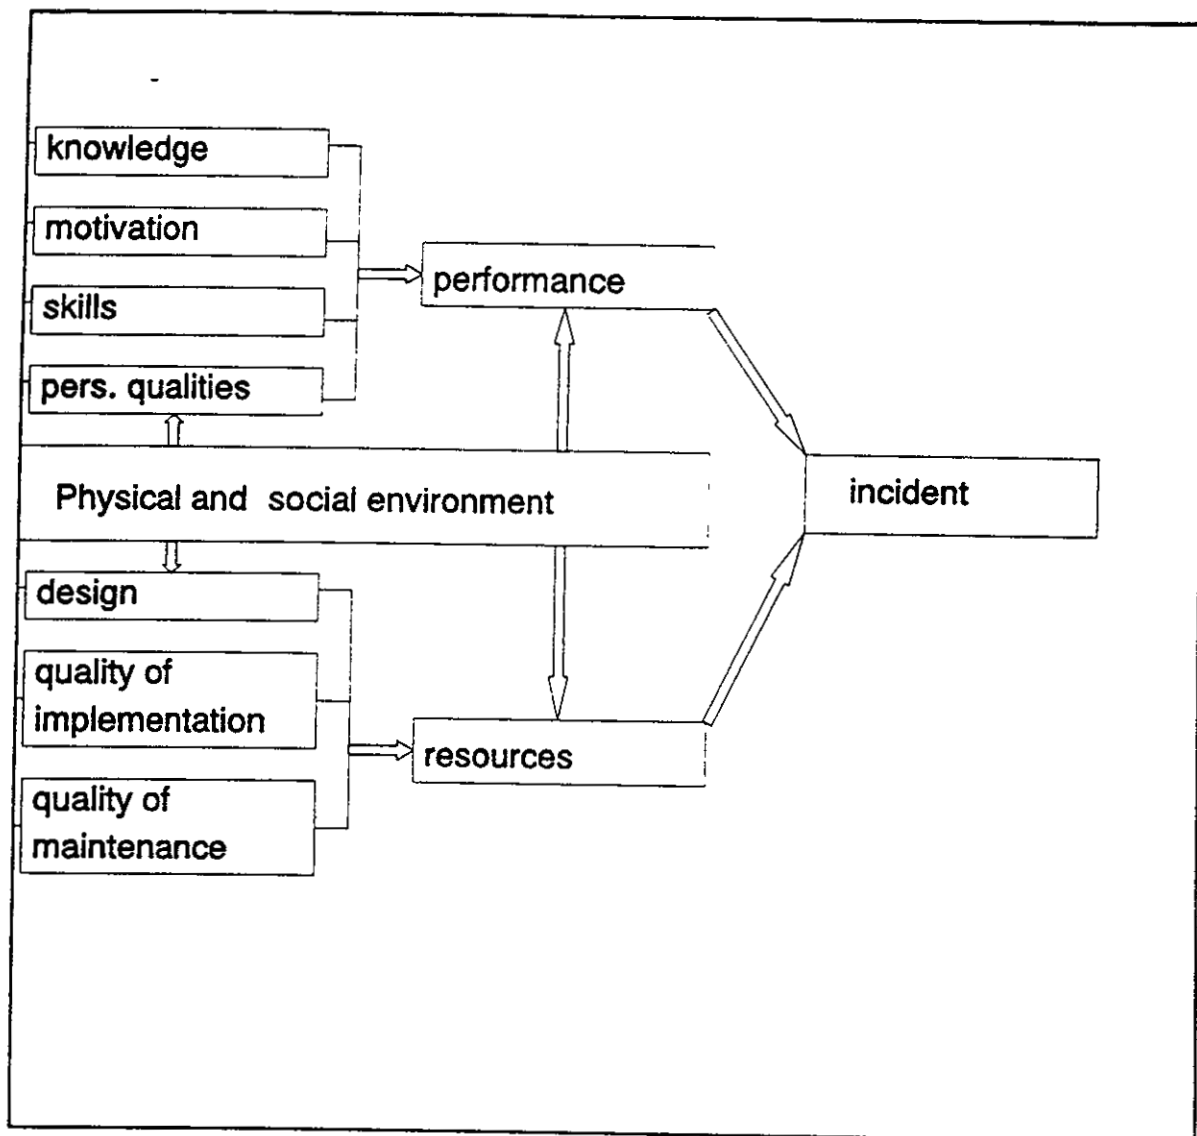 knowledge
motivation
skills
pers. qualities
performance
Physical and social environment
incident
design
quality of
implementation
quality of
maintenance
resources